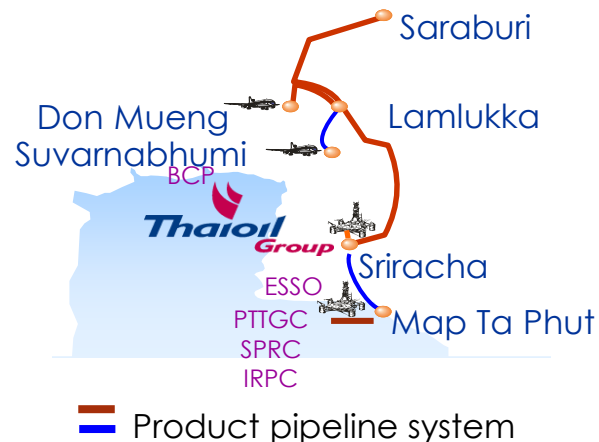 Saraburi
Don Mueng
Lamlukka
Suvarnabhumi
BCP
Thaioil
Group
Sriracha
ESSO
PTTGC
Map Ta Phut
SPRC
IRPC
Product pipeline system